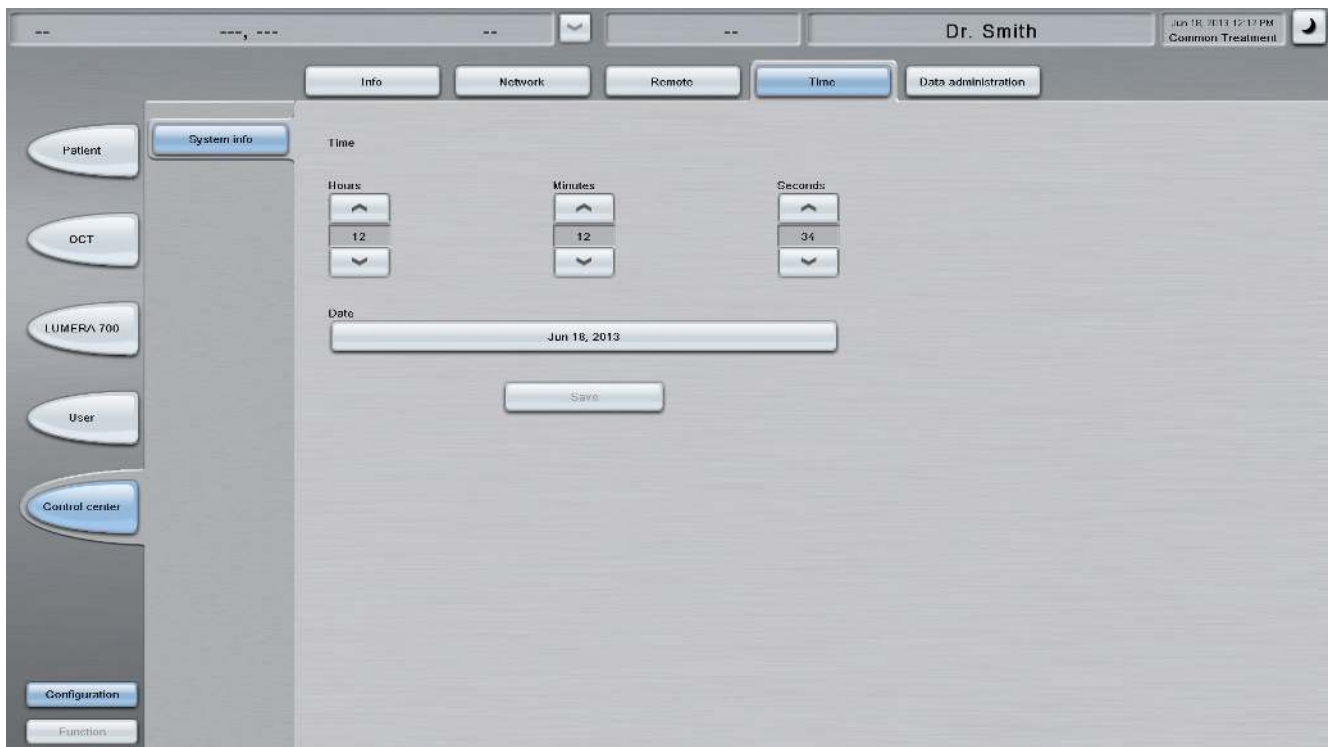 -- ---, --- -- -- Dr. Smith Jun 18, 2013 12:12 PM
Common Treatment
Info Network Remote Time Data administration
Patient
System info
Time
Hours Minutes Seconds
OCT
12 12 34
LUMERA 700
Date
Jun 18, 2013
Save
User
Control center
Configuration
Function